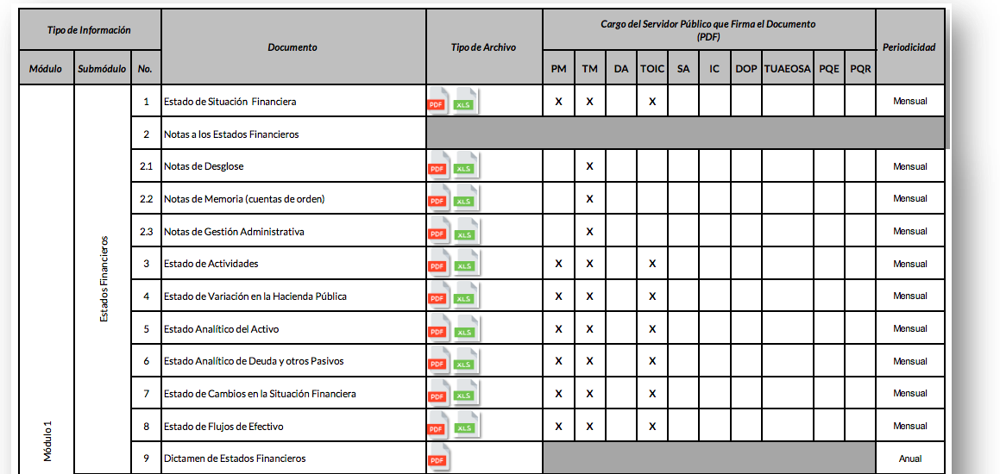 Tipo de Información Documento Tipo de Archivo Cargo del Servidor Público que Firma el Documento (PDF) Periodicidad
Módulo Submódulo No. PM TM DA TOIC SA IC DOP TUAEOSA PQE PQR
Módulo 1
Estados Financieros
1 Estado de Situación Financiera PDF XLS X X X Mensual
2 Notas a los Estados Financieros
2.1 Notas de Desglose PDF XLS X Mensual
2.2 Notas de Memoria (cuentas de orden) PDF XLS X Mensual
2.3 Notas de Gestión Administrativa PDF XLS X Mensual
3 Estado de Actividades PDF XLS X X X Mensual
4 Estado de Variación en la Hacienda Pública PDF XLS X X X Mensual
5 Estado Analítico del Activo PDF XLS X X X Mensual
6 Estado Analítico de Deuda y otros Pasivos PDF XLS X X X Mensual
7 Estado de Cambios en la Situación Financiera PDF XLS X X X Mensual
8 Estado de Flujos de Efectivo PDF XLS X X X Mensual
9 Dictamen de Estados Financieros PDF Anual